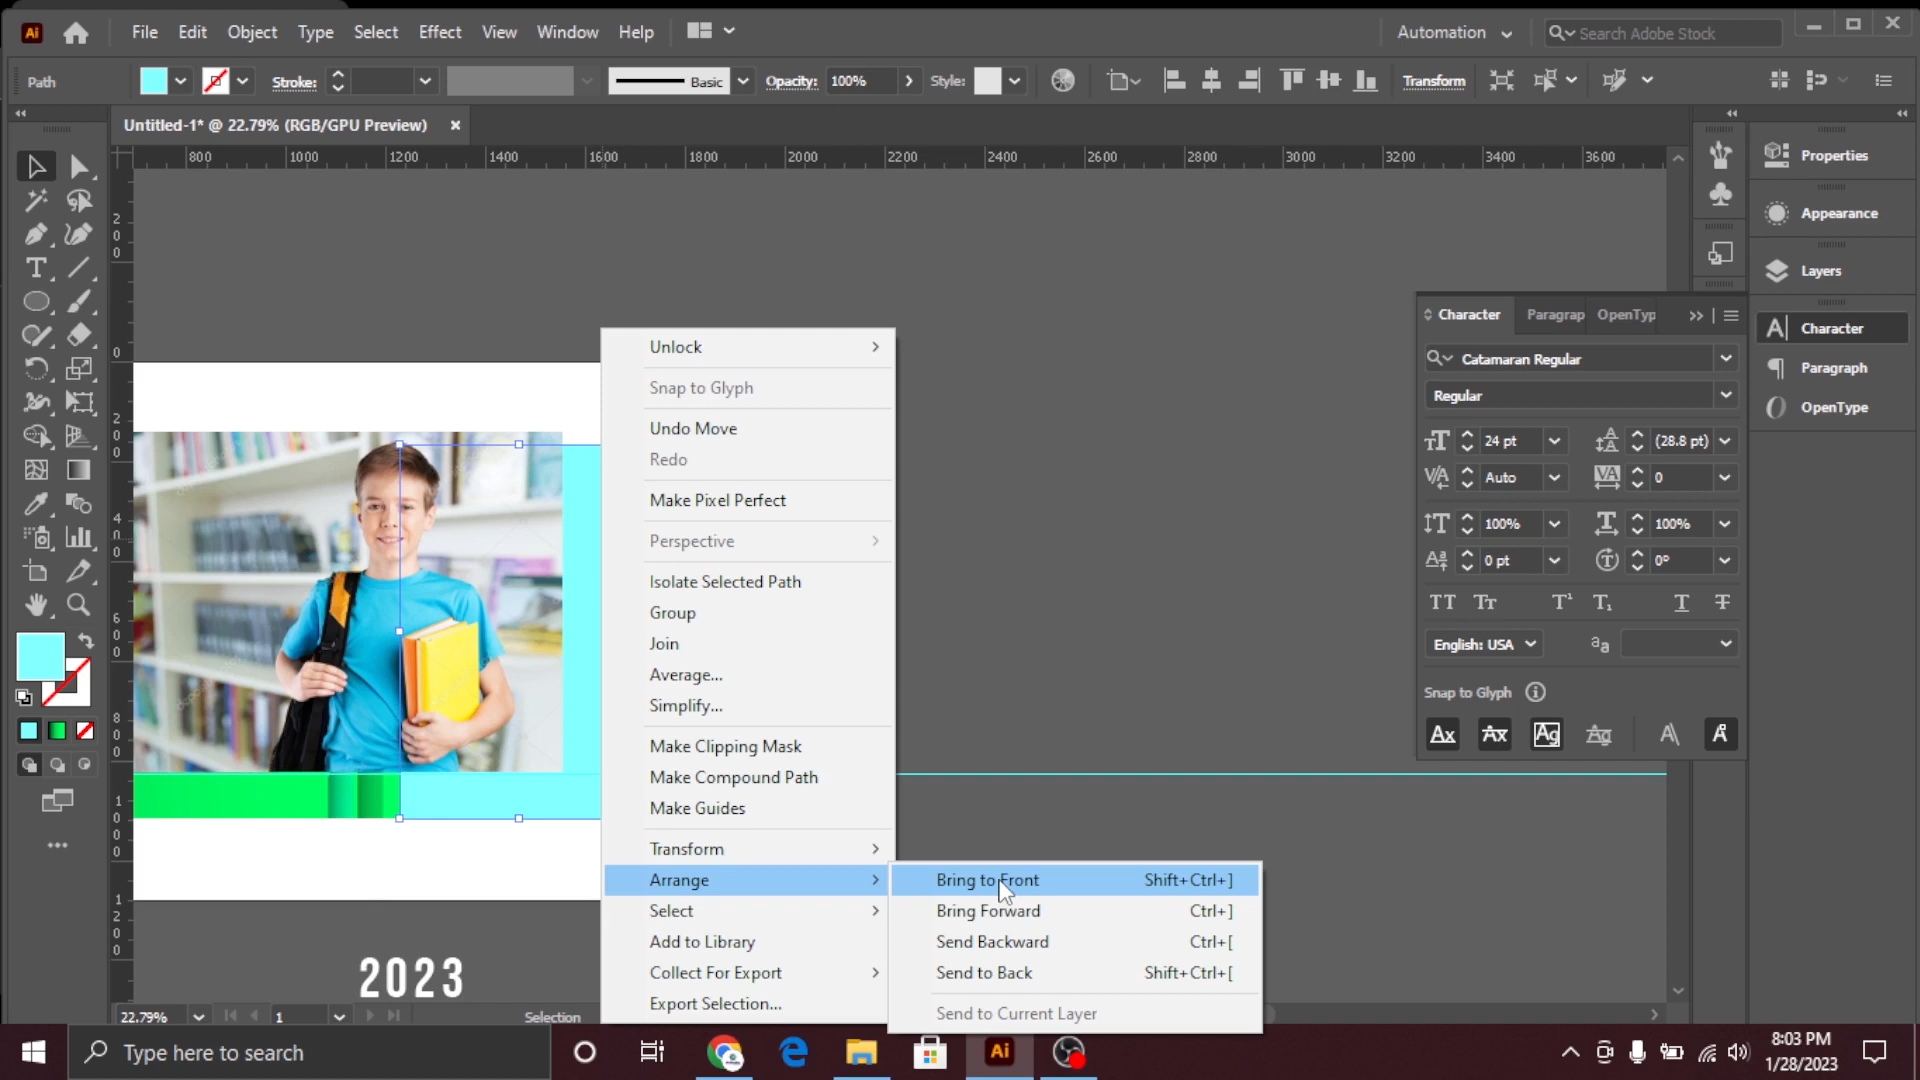 Ai File Edit Object Type Select Effect View Window Help Automation Search Adobe Stock
Path Stroke: Basic Opacity: 100% Style: Transform
Untitled-1* @ 22.79% (RGB/GPU Preview)
800 1000 1200 1400 1600 1800 2000 2200 2400 2600 2800 3000 3200 3400 3600
Properties
Appearance
Layers
Character
Paragraph
OpenType
Character Paragrap OpenTyp
Catamaran Regular
Regular
24 pt (28.8 pt)
Auto 0
100% 100%
0 pt 0°
English: USA
Snap to Glyph
Unlock
Snap to Glyph
Undo Move
Redo
Make Pixel Perfect
Perspective
Isolate Selected Path
Group
Join
Average...
Simplify...
Make Clipping Mask
Make Compound Path
Make Guides
Transform
Arrange
Select
Add to Library
Collect For Export
Export Selection...
Bring to Front Shift+Ctrl+]
Bring Forward Ctrl+]
Send Backward Ctrl+[
Send to Back Shift+Ctrl+[
Send to Current Layer
2023
22.79% 1 Selection
Type here to search
8:03 PM
1/28/2023